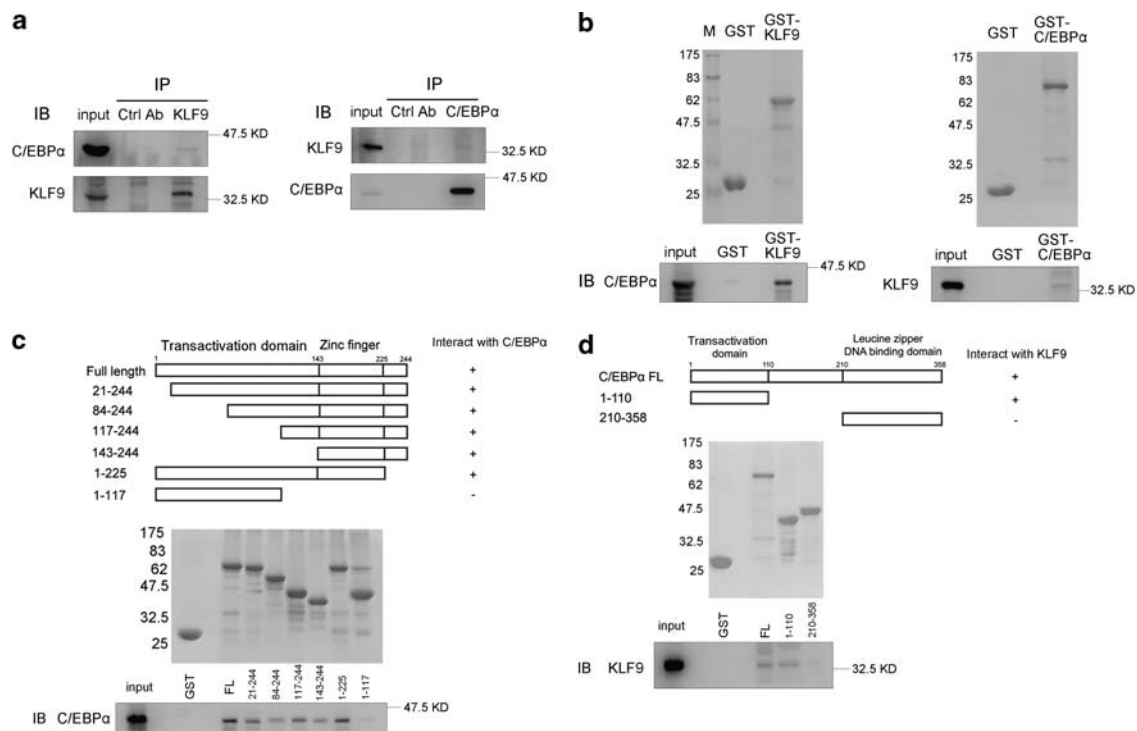 a
IP
IB input Ctrl Ab KLF9
47.5 KD
C/EBPα
KLF9
32.5 KD
IP
IB input Ctrl Ab C/EBPα
KLF9
32.5 KD
47.5 KD
C/EBPα
b
M GST GST-KLF9
175
83
62
47.5
32.5
25
input GST GST-KLF9
47.5 KD
IB C/EBPα
GST GST-C/EBPα
175
83
62
47.5
32.5
25
input GST GST-C/EBPα
KLF9
32.5 KD
c
Transactivation domain Zinc finger Interact with C/EBPα
1 143 225 244
Full length +
21-244 +
84-244 +
117-244 +
143-244 +
1-225 +
1-117 -
175
83
62
47.5
32.5
25
input GST FL 21-244 84-244 117-244 143-244 1-225 1-117
47.5 KD
IB C/EBPα
d
Transactivation domain
Leucine zipper
DNA binding domain
Interact with KLF9
1 110 210 358
C/EBPα FL +
1-110 +
210-358 -
175
83
62
47.5
32.5
25
input GST FL 1-110 210-358
IB KLF9
32.5 KD